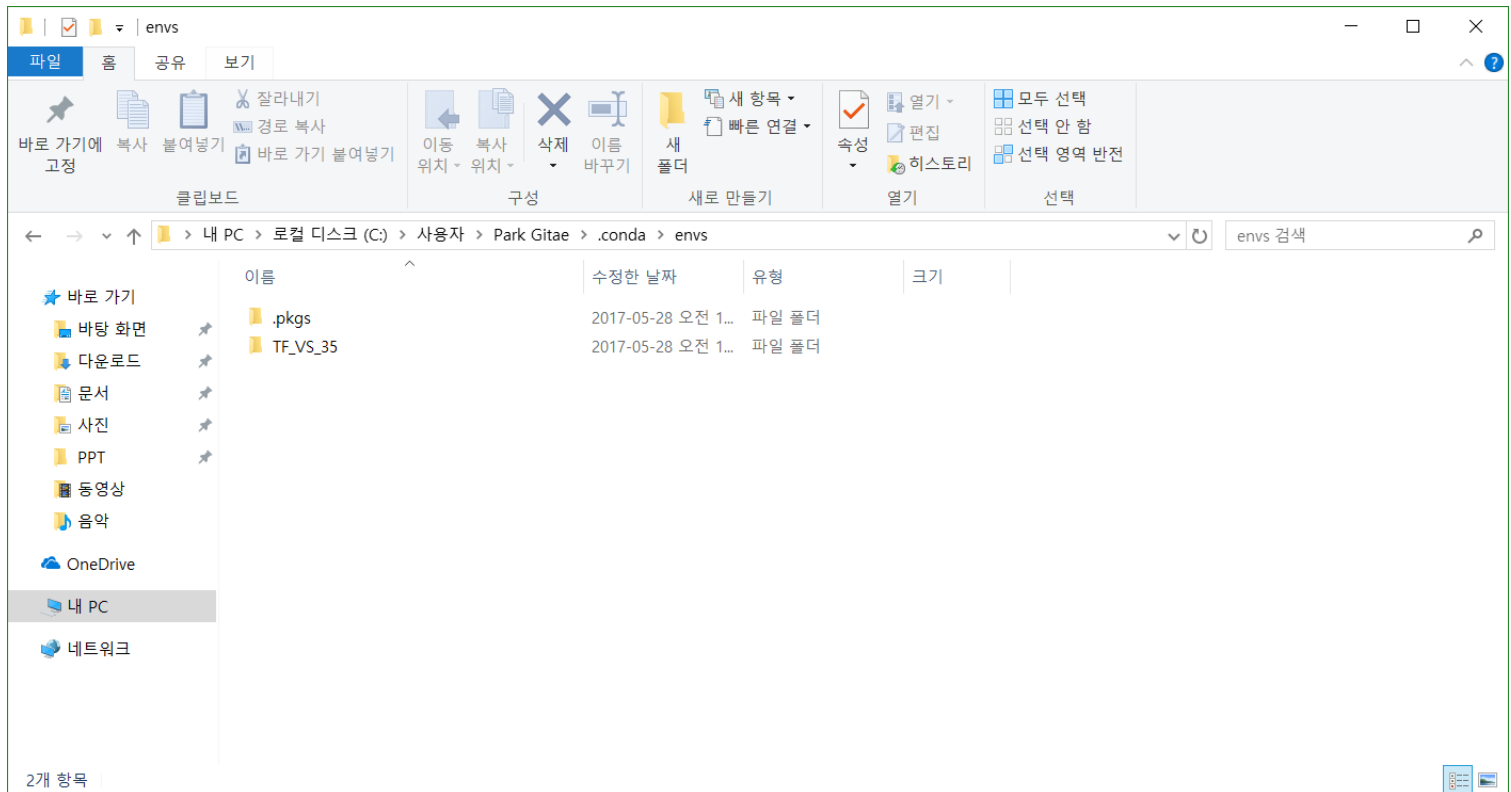 envs
파일 홈 공유 보기
바로 가기에 고정
복사
붙여넣기
잘라내기
경로 복사
바로 가기 붙여넣기
클립보드
이동 위치
복사 위치
삭제
이름 바꾸기
구성
새 폴더
새 항목
빠른 연결
새로 만들기
속성
열기
편집
히스토리
열기
모두 선택
선택 안 함
선택 영역 반전
선택
내 PC > 로컬 디스크 (C:) > 사용자 > Park Gitae > .conda > envs
envs 검색
이름 수정한 날짜 유형 크기
.pkgs 2017-05-28 오전 1... 파일 폴더
TF_VS_35 2017-05-28 오전 1... 파일 폴더
바로 가기
바탕 화면
다운로드
문서
사진
PPT
동영상
음악
OneDrive
내 PC
네트워크
2개 항목